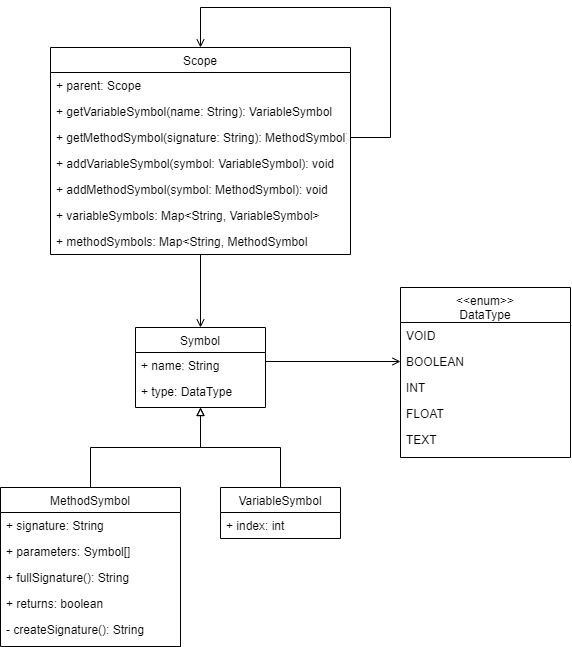 Scope
+ parent: Scope
+ getVariableSymbol(name: String): VariableSymbol
+ getMethodSymbol(signature: String): MethodSymbol
+ addVariableSymbol(symbol: VariableSymbol): void
+ addMethodSymbol(symbol: MethodSymbol): void
+ variableSymbols: Map<String, VariableSymbol>
+ methodSymbols: Map<String, MethodSymbol
<<enum>>
DataType
VOID
BOOLEAN
INT
FLOAT
TEXT
Symbol
+ name: String
+ type: DataType
MethodSymbol
+ signature: String
+ parameters: Symbol[]
+ fullSignature(): String
+ returns: boolean
- createSignature(): String
VariableSymbol
+ index: int